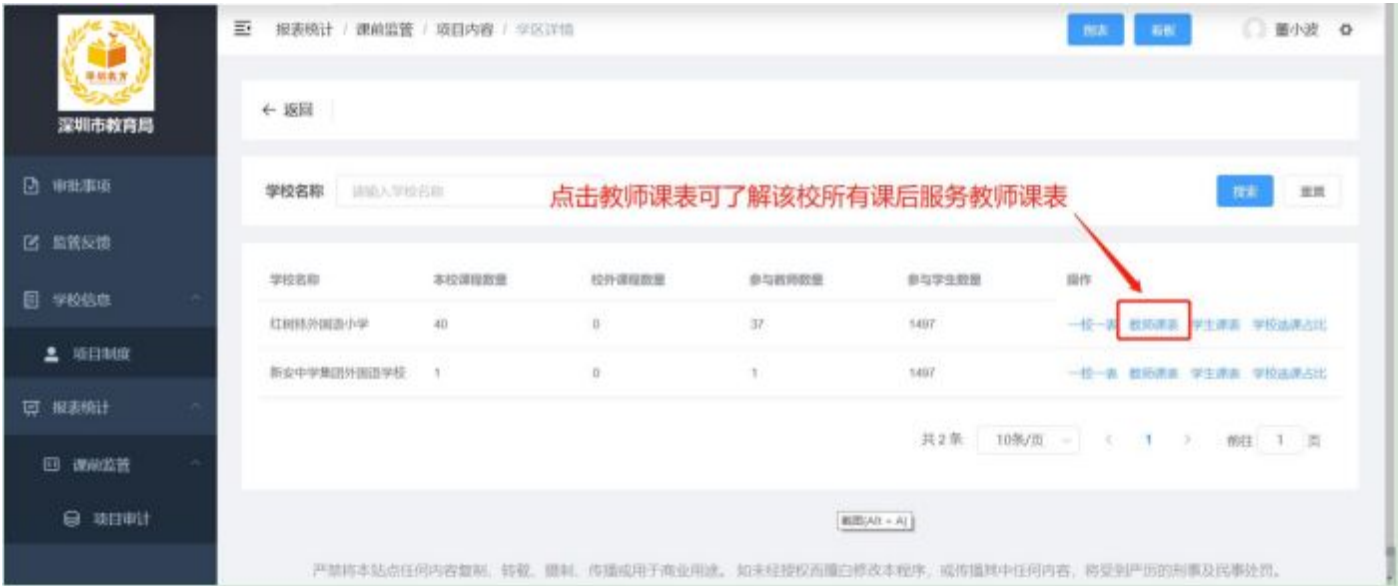 报表统计 / 课前监管 / 项目内容 / 学区详情
图表 看板 董小波
深圳教育
深圳市教育局
← 返回
审批事项
学校名称 请输入学校名称 点击教师课表可了解该校所有课后服务教师课表 搜索 重置
监管反馈
学校名称 本校课程数量 校外课程数量 参与教师数量 参与学生数量 操作
学校信息
红树林外国语小学 40 0 37 1497 一校一表 教师课表 学生课表 学校选课占比
项目制度
新安中学集团外国语学校 1 0 1 1497 一校一表 教师课表 学生课表 学校选课占比
报表统计
共 2 条 10条/页 < 1 > 前往 1 页
课前监管
项目审计
截图(Alt + A)
严禁将本站点任何内容复制、转载、摄制、传播或用于商业用途。如未经授权而擅自修改本程序，或传播其中任何内容，将受到严厉的刑事及民事处罚。